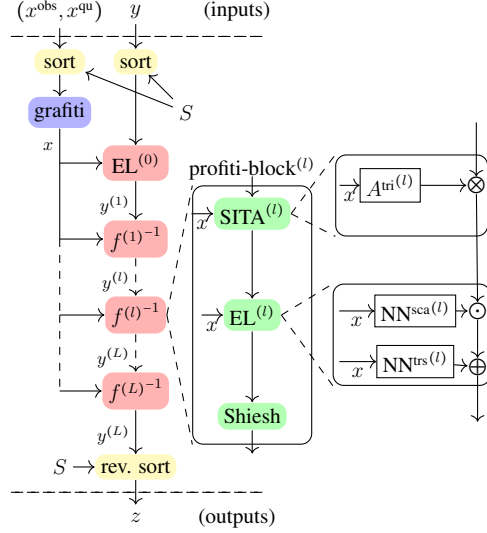 (x^obs, x^qu) y (inputs)
sort sort
S
grafiti
x
EL^(0)
y^(1)
f^(1)^-1
y^(l)
f^(l)^-1
y^(L)
f^(L)^-1
y^(L)
S rev. sort
z (outputs)
profiti-block^(l)
x SITA^(l)
x EL^(l)
Shiesh
x A^tri(l) ⊗
x NN^sca(l) ⊙
x NN^trs(l) ⊕